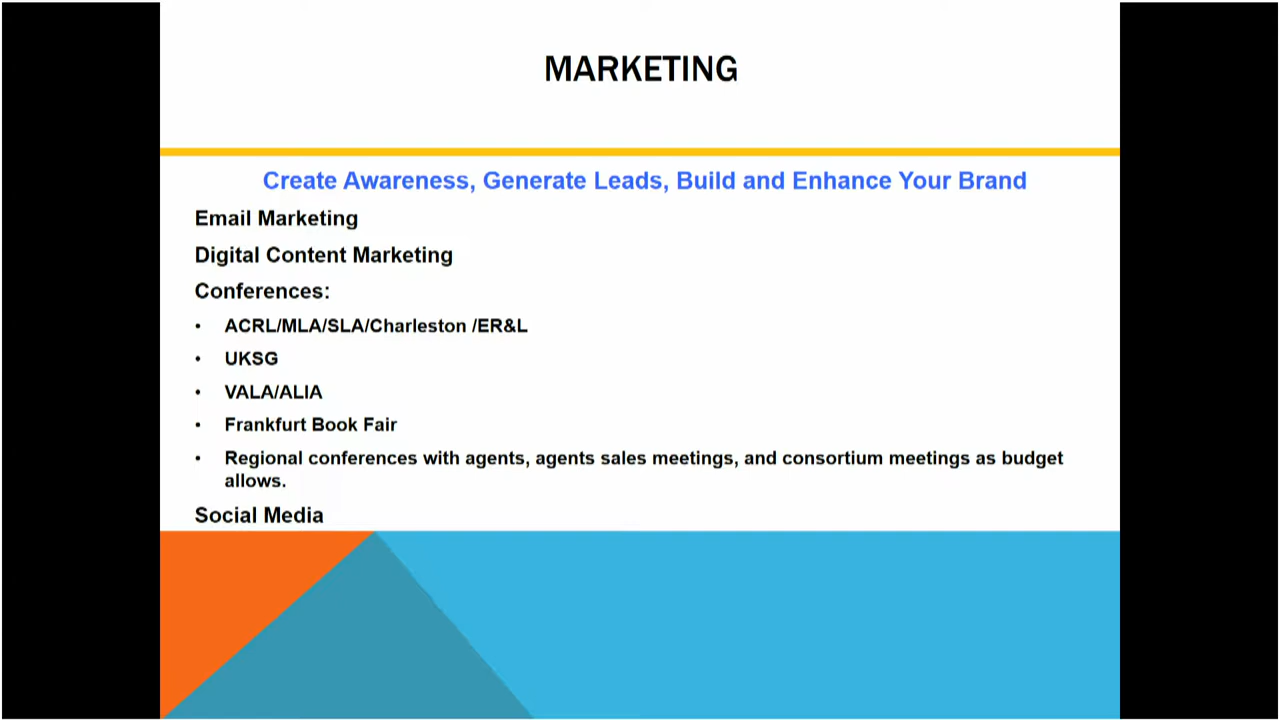 MARKETING
Create Awareness, Generate Leads, Build and Enhance Your Brand
Email Marketing
Digital Content Marketing
Conferences:
• ACRL/MLA/SLA/Charleston /ER&L
• UKSG
• VALA/ALIA
• Frankfurt Book Fair
• Regional conferences with agents, agents sales meetings, and consortium meetings as budget
allows.
Social Media